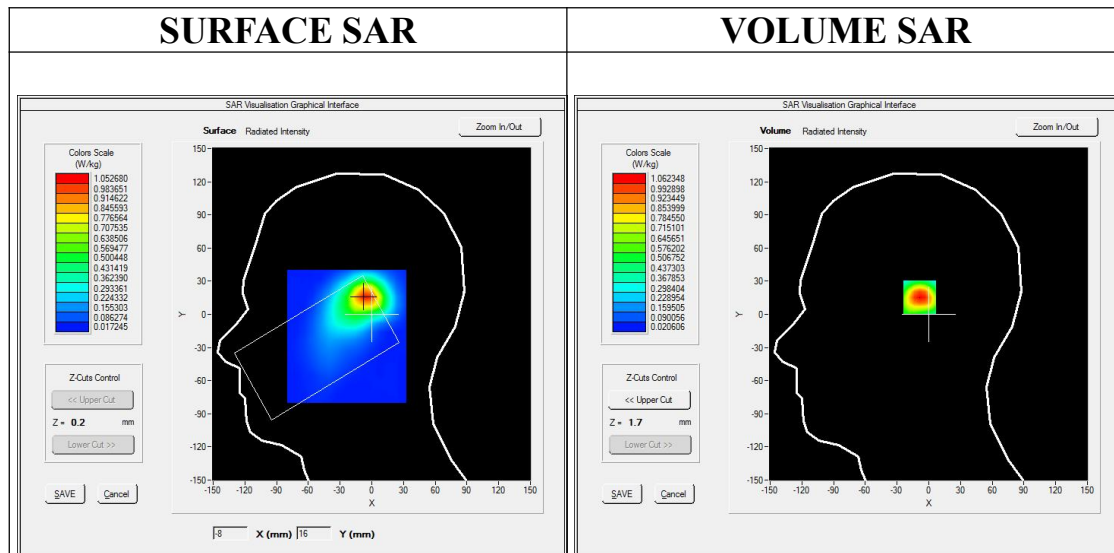 SURFACE SAR
VOLUME SAR
SAR Visualisation Graphical Interface
Surface Radiated Intensity
Zoom In/Out
Colors Scale
(W/kg)
1.052680
0.983651
0.914622
0.845593
0.776564
0.707535
0.638506
0.569477
0.500448
0.431419
0.362390
0.293361
0.224332
0.155303
0.086274
0.017245
Z-Cuts Control
<< Upper Cut
Z = 0.2 mm
Lower Cut >>
SAVE Cancel
150
120
90
60
30
0
-30
-60
-90
-120
-150
Y
-150 -120 -90 -60 -30 0 30 60 90 120 150
X
-8 X (mm) 16 Y (mm)
SAR Visualisation Graphical Interface
Volume Radiated Intensity
Zoom In/Out
Colors Scale
(W/kg)
1.062348
0.992898
0.923449
0.853999
0.784550
0.715101
0.645651
0.576202
0.506752
0.437303
0.367853
0.298404
0.228954
0.159505
0.090056
0.020606
Z-Cuts Control
<< Upper Cut
Z = 1.7 mm
Lower Cut >>
SAVE Cancel
150
120
90
60
30
0
-30
-60
-90
-120
-150
Y
-150 -120 -90 -60 -30 0 30 60 90 120 150
X